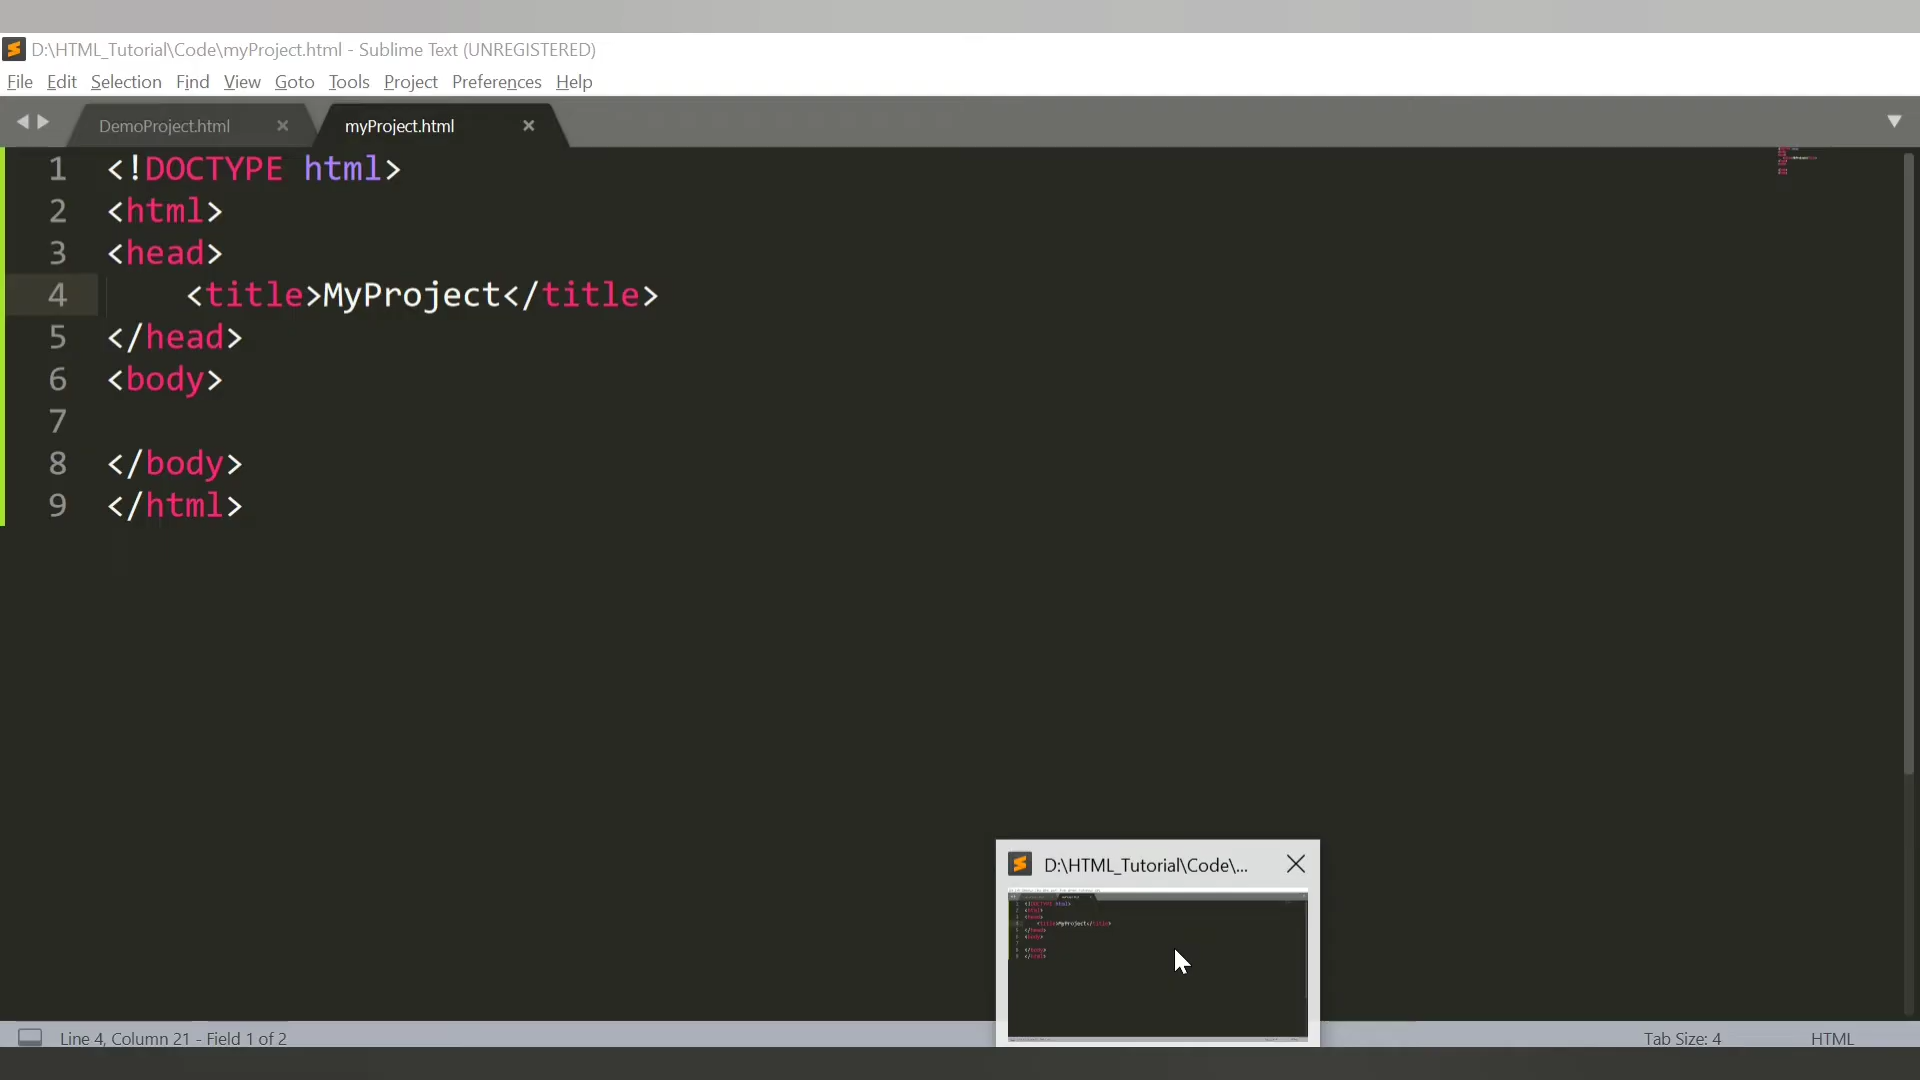 D:\HTML_Tutorial\Code\myProject.html - Sublime Text (UNREGISTERED)
File Edit Selection Find View Goto Tools Project Preferences Help
DemoProject.html myProject.html
1 <!DOCTYPE html>
2 <html>
3 <head>
4 <title>MyProject</title>
5 </head>
6 <body>
7
8 </body>
9 </html>
D:\HTML_Tutorial\Code\...
Line 4, Column 21 - Field 1 of 2
Tab Size: 4
HTML